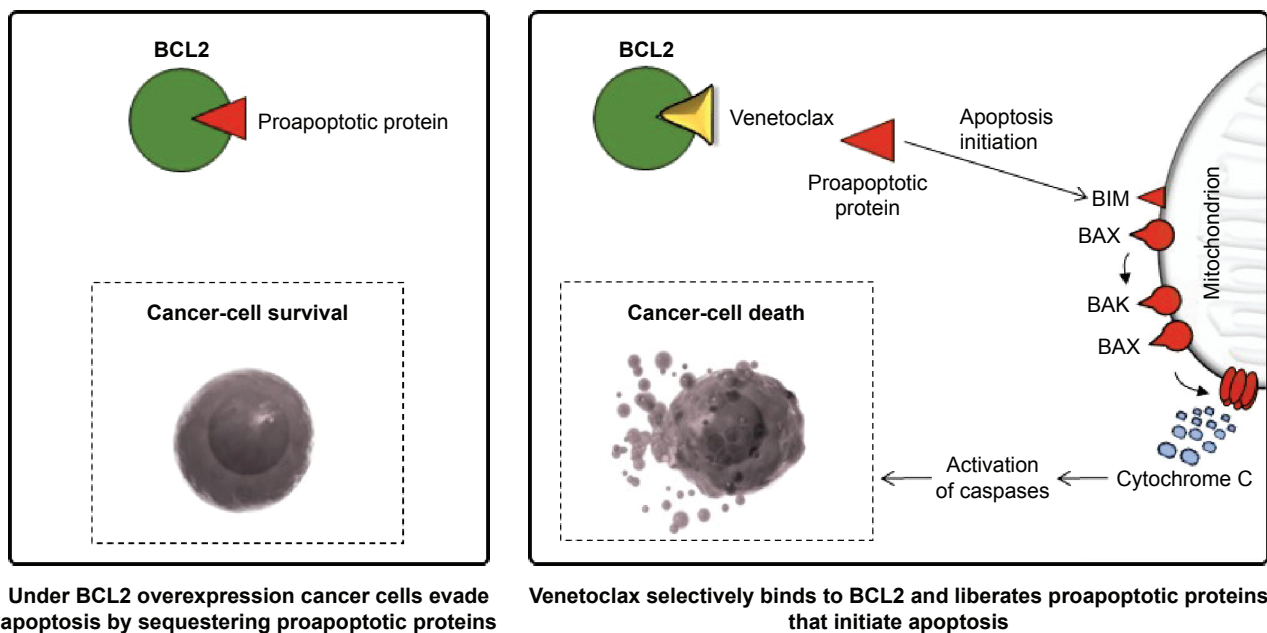 BCL2
Proapoptotic protein
Cancer-cell survival
Under BCL2 overexpression cancer cells evade
apoptosis by sequestering proapoptotic proteins
BCL2
Venetoclax
Proapoptotic
protein
Apoptosis
initiation
BIM
BAX
BAK
BAX
Mitochondrion
Cytochrome C
Activation
of caspases
Cancer-cell death
Venetoclax selectively binds to BCL2 and liberates proapoptotic proteins
that initiate apoptosis